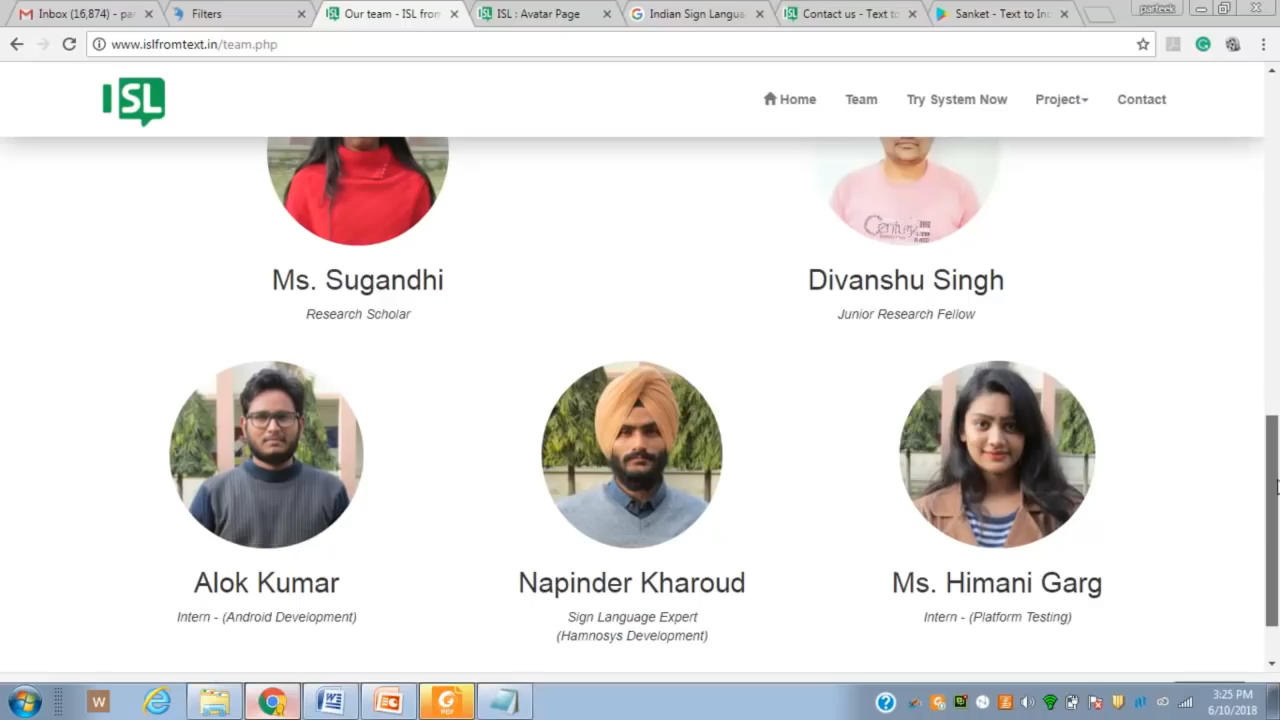 Inbox (16,874) - pa
Filters
Our team - ISL from
ISL : Avatar Page
Indian Sign Langua
Contact us - Text to
Sanket - Text to In
parteek
www.islfromtext.in/team.php
ISL
Home
Team
Try System Now
Project
Contact
Century
Ms. Sugandhi
Divanshu Singh
Research Scholar
Junior Research Fellow
Alok Kumar
Napinder Kharoud
Ms. Himani Garg
Intern - (Android Development)
Sign Language Expert
(Hamnosys Development)
Intern - (Platform Testing)
3:25 PM
6/10/2018